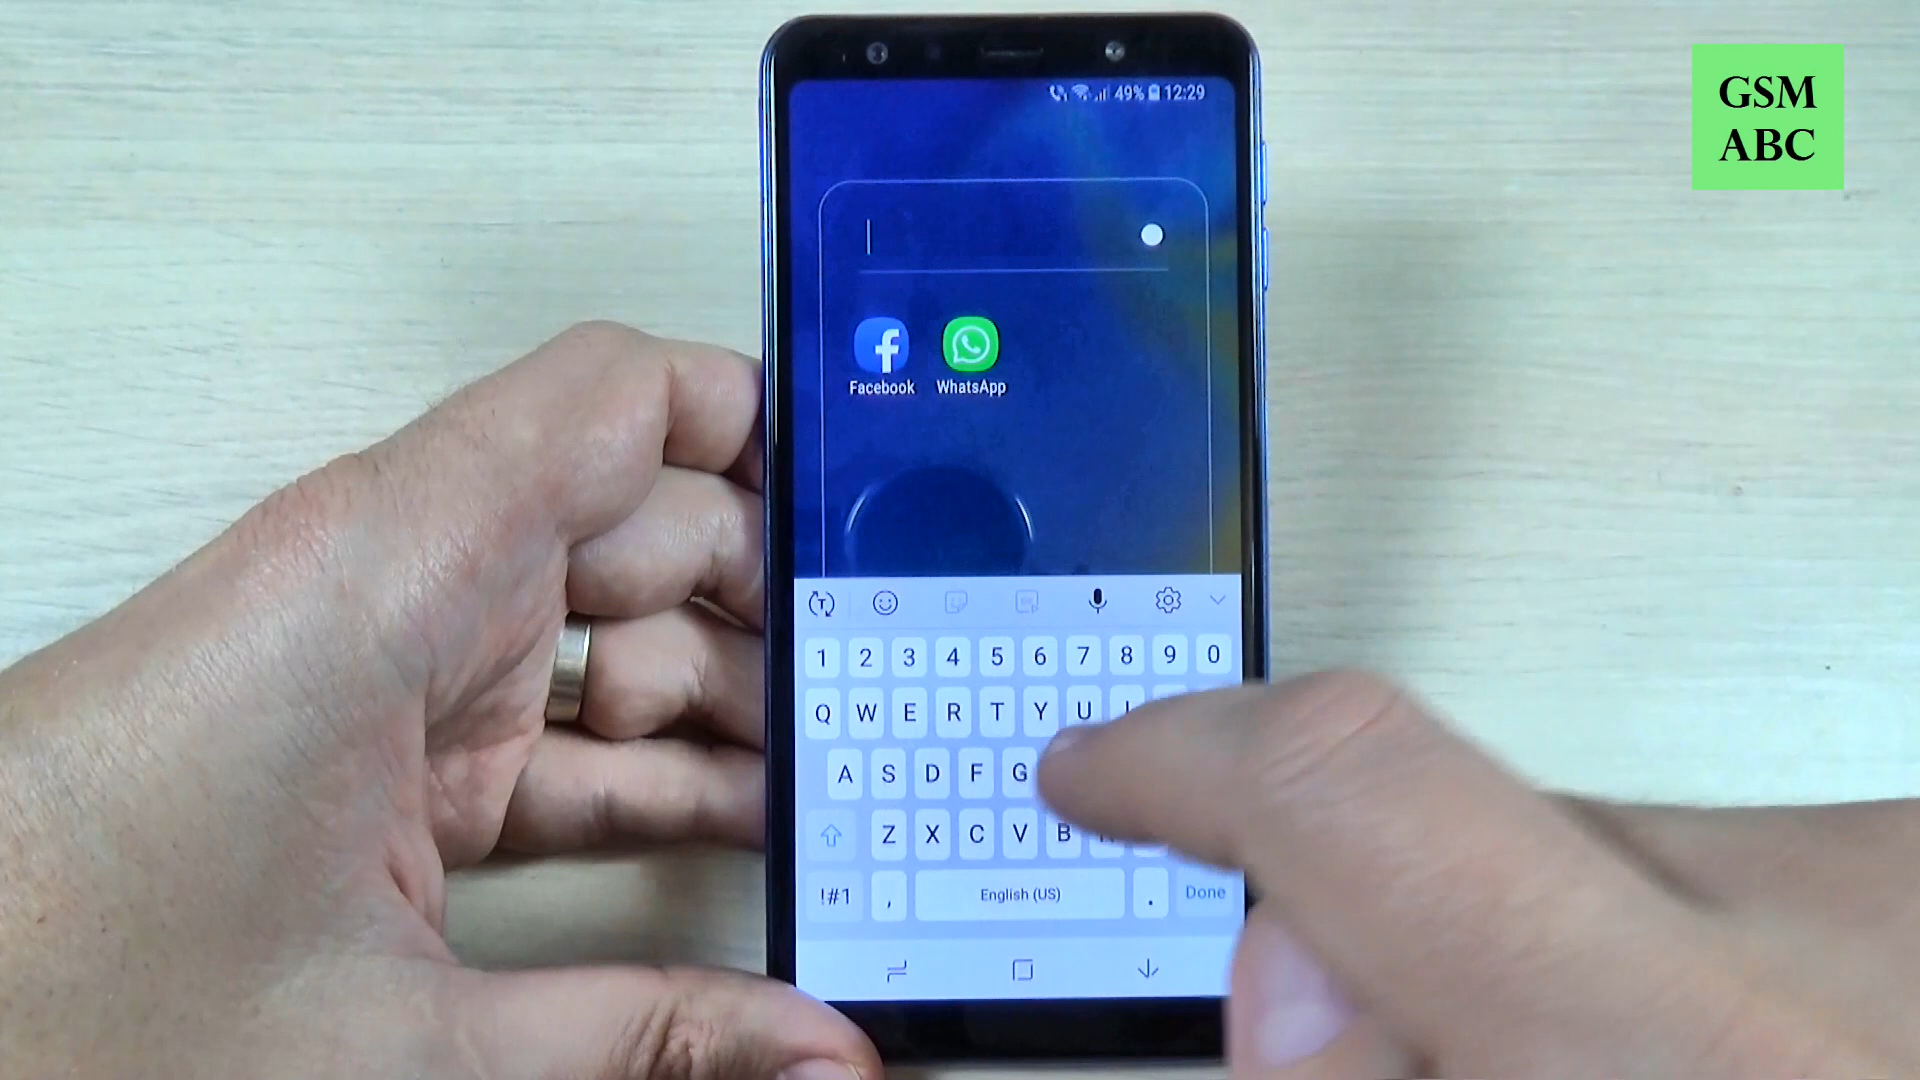 GSM
ABC
49% 12:29
Facebook WhatsApp
1 2 3 4 5 6 7 8 9 0
Q W E R T Y U I
A S D F G
Z X C V B
!#1 , English (US) . Done